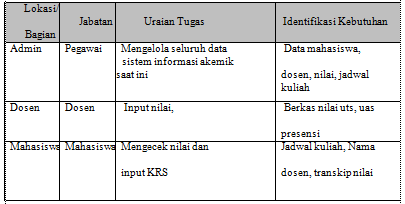 Lokasi/
Bagian
Jabatan
Uraian Tugas
Identifikasi Kebutuhan
Admin
Pegawai
Mengelola seluruh data
sistem informasi akemik
saat ini
Data mahasiswa,
dosen, nilai, jadwal
kuliah
Dosen
Dosen
Input nilai,
Berkas nilai uts, uas
presensi
Mahasiswa
Mahasiswa
Mengecek nilai dan
input KRS
Jadwal kuliah, Nama
dosen, transkip nilai